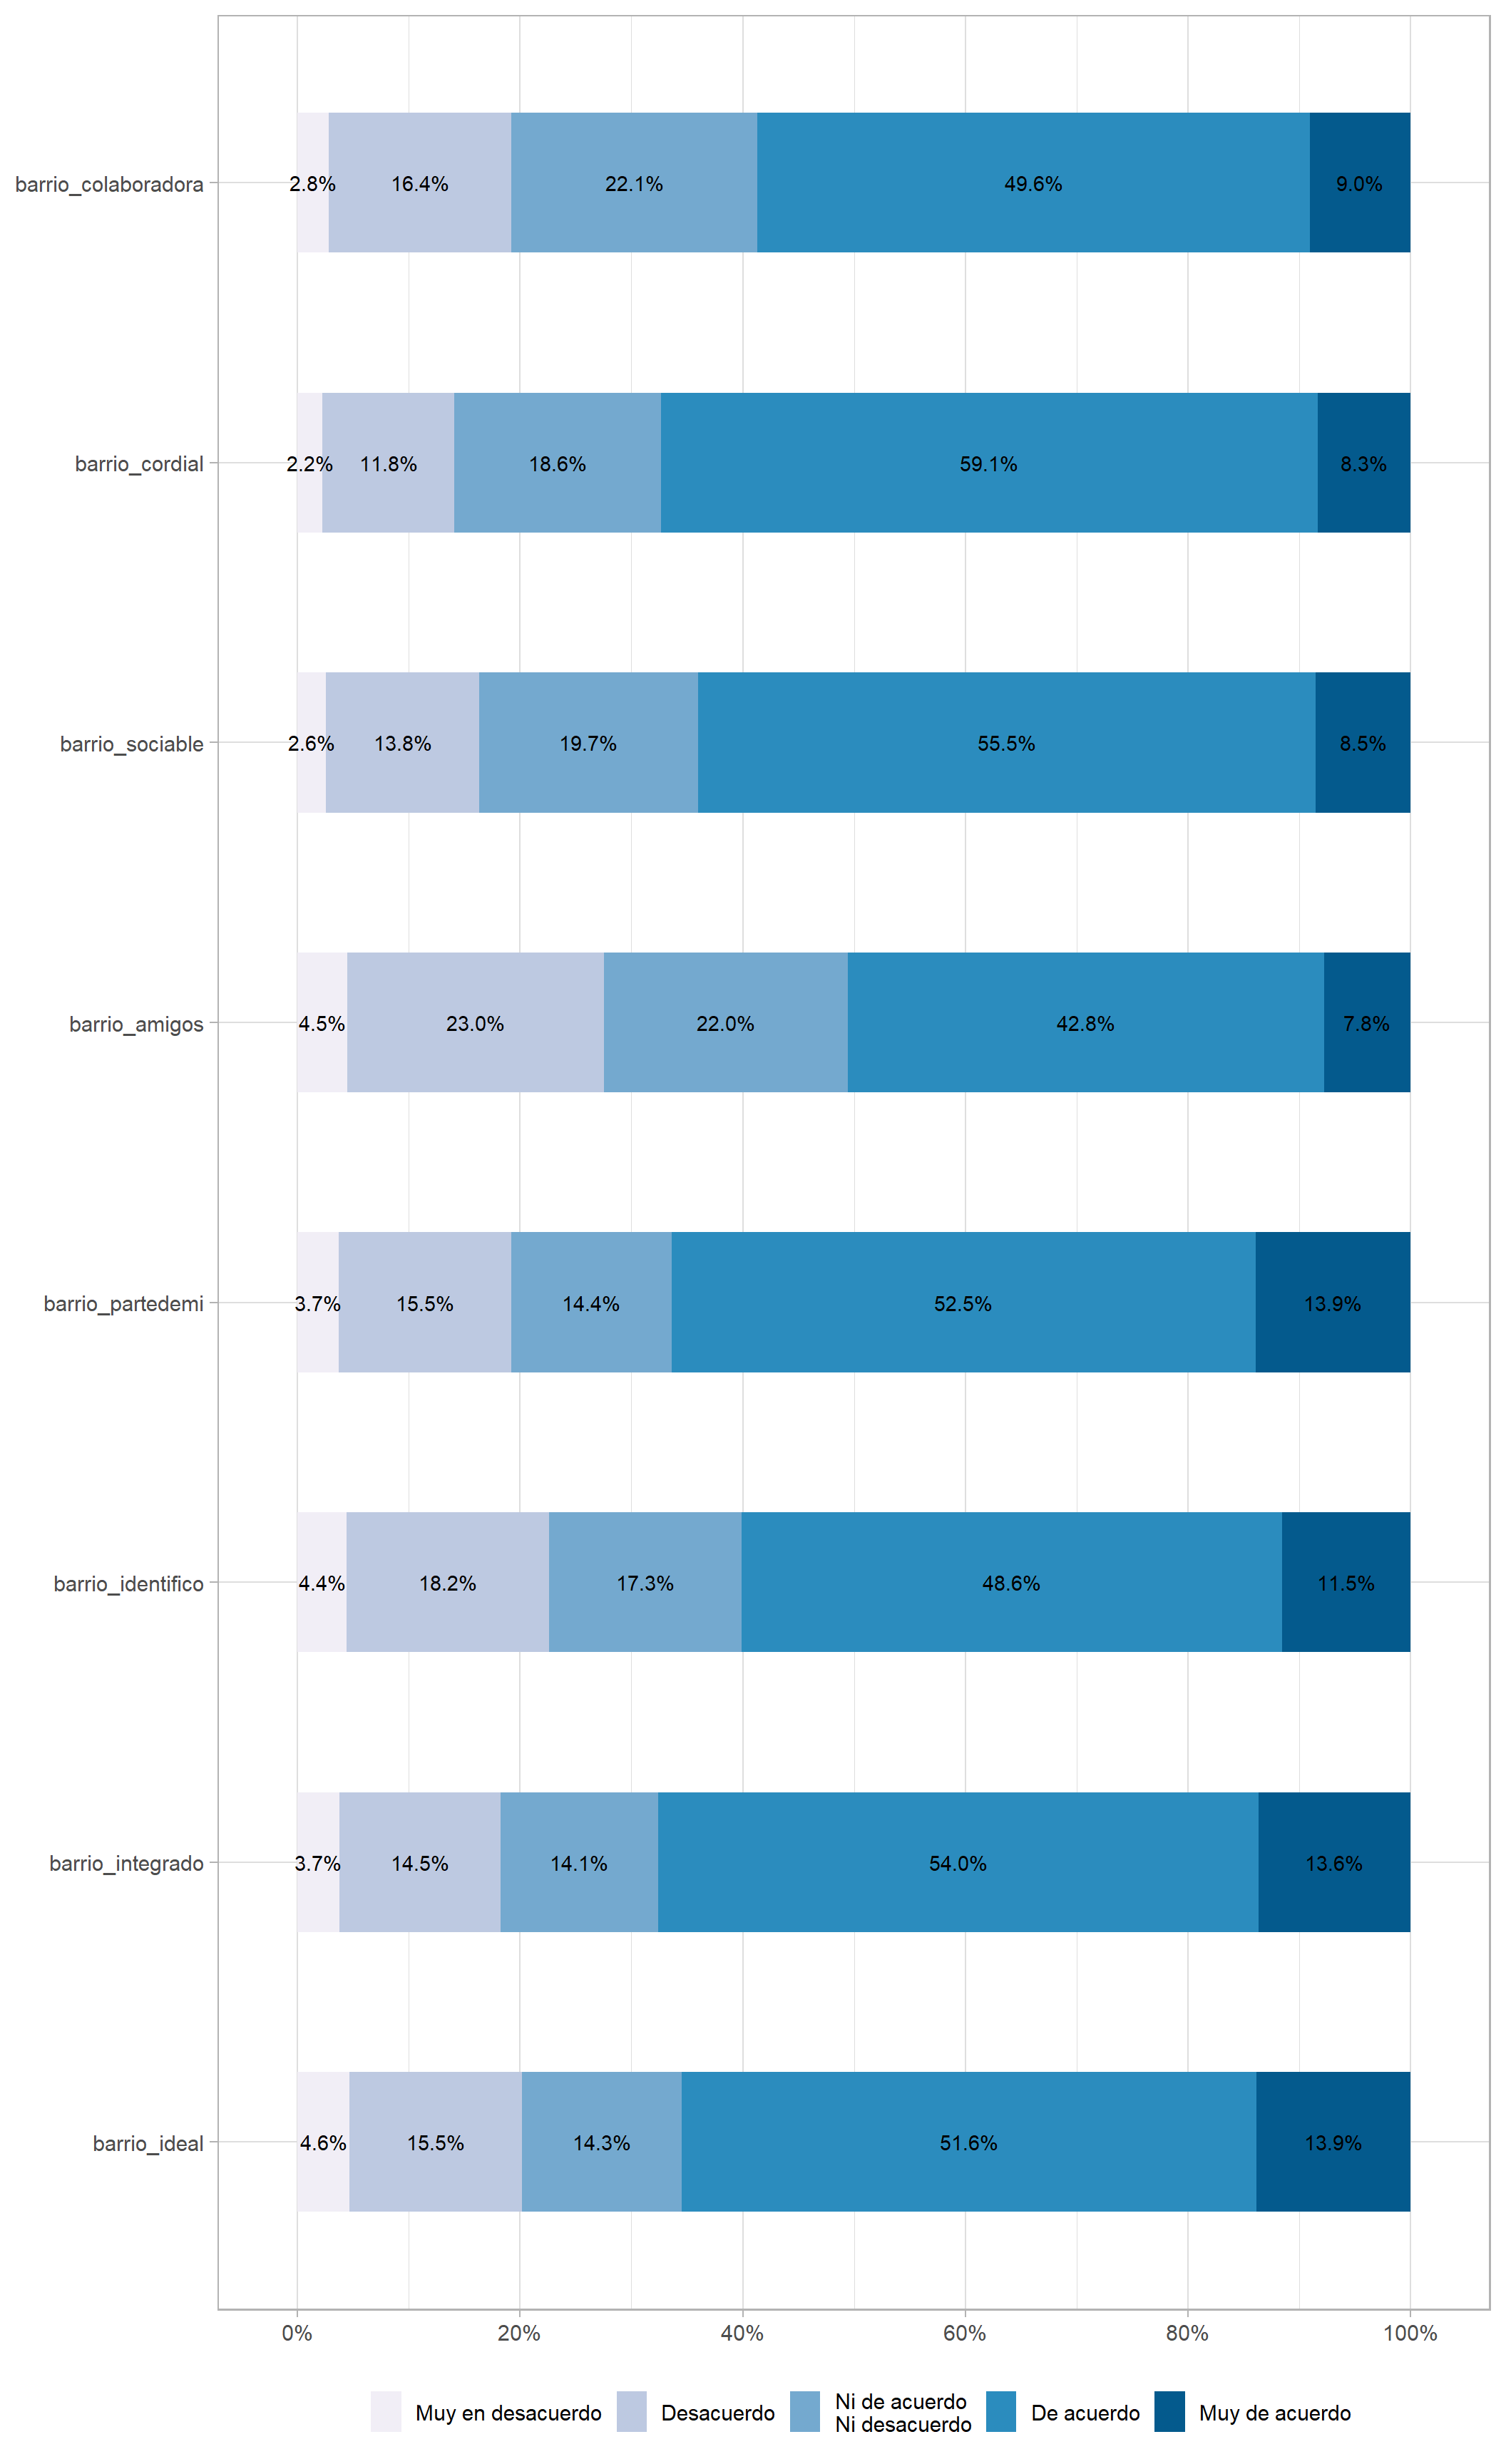 barrio_colaboradora
2.8% 16.4% 22.1% 49.6% 9.0%
barrio_cordial
2.2% 11.8% 18.6% 59.1% 8.3%
barrio_sociable
2.6% 13.8% 19.7% 55.5% 8.5%
barrio_amigos
4.5% 23.0% 22.0% 42.8% 7.8%
barrio_partedemi
3.7% 15.5% 14.4% 52.5% 13.9%
barrio_identifico
4.4% 18.2% 17.3% 48.6% 11.5%
barrio_integrado
3.7% 14.5% 14.1% 54.0% 13.6%
barrio_ideal
4.6% 15.5% 14.3% 51.6% 13.9%
0% 20% 40% 60% 80% 100%
Muy en desacuerdo
Desacuerdo
Ni de acuerdo
Ni desacuerdo
De acuerdo
Muy de acuerdo